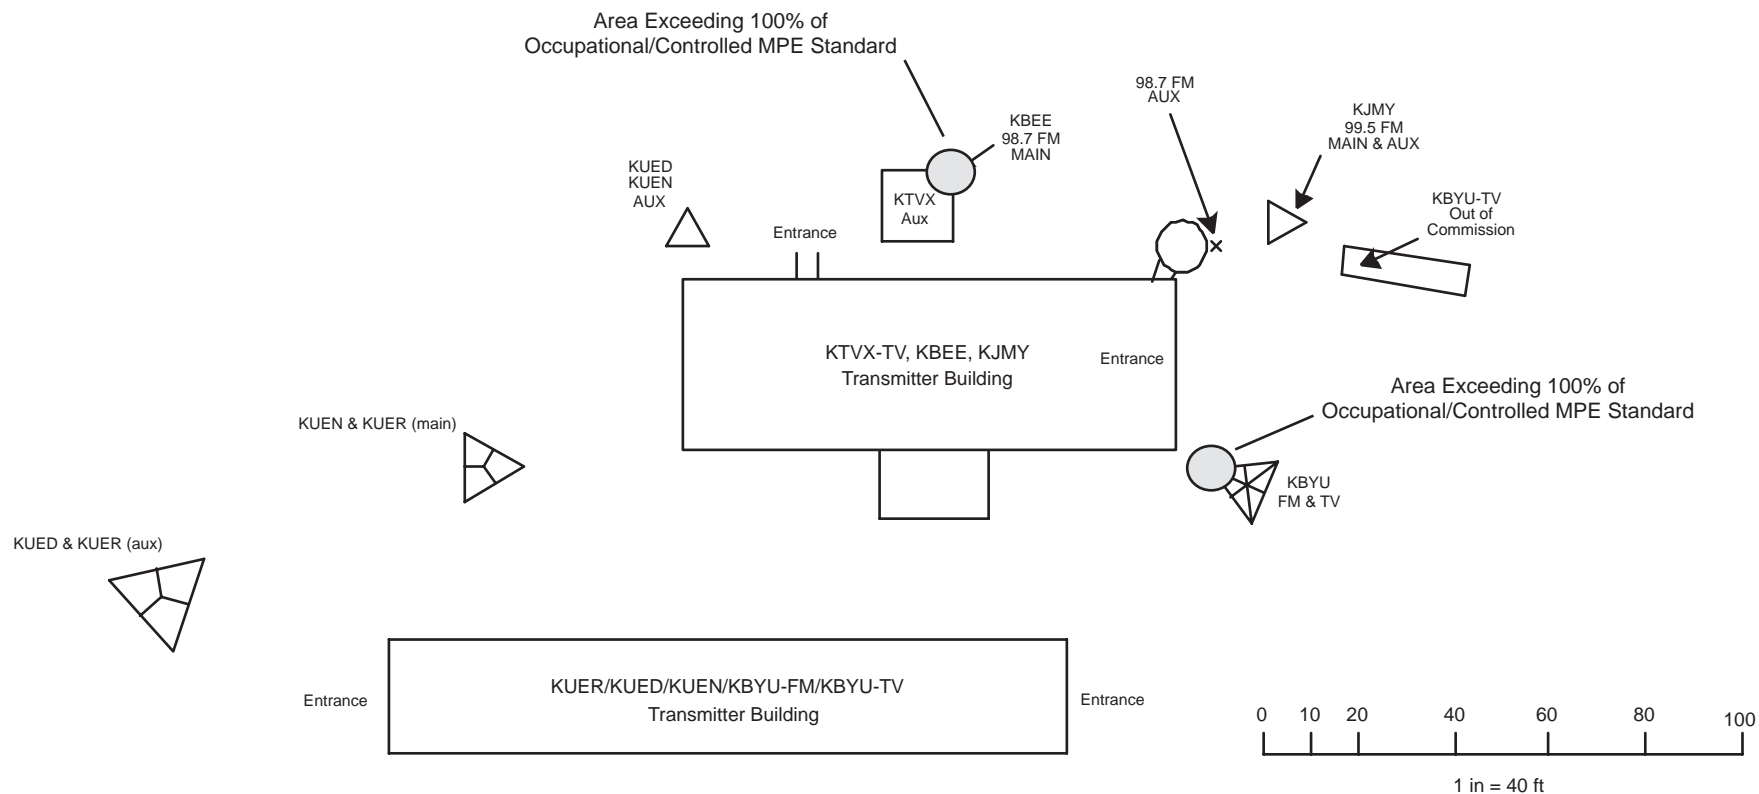 Area Exceeding 100% of
Occupational/Controlled MPE Standard
98.7 FM
AUX
KBEE
98.7 FM
MAIN
KJMY
99.5 FM
MAIN & AUX
KUED
KUEN
AUX
KTVX
Aux
KBYU-TV
Out of
Commission
Entrance
KTVX-TV, KBEE, KJMY
Transmitter Building
Entrance
Area Exceeding 100% of
Occupational/Controlled MPE Standard
KUEN & KUER (main)
KBYU
FM & TV
KUED & KUER (aux)
Entrance
KUER/KUED/KUEN/KBYU-FM/KBYU-TV
Transmitter Building
Entrance
0 10 20 40 60 80 100
1 in = 40 ft